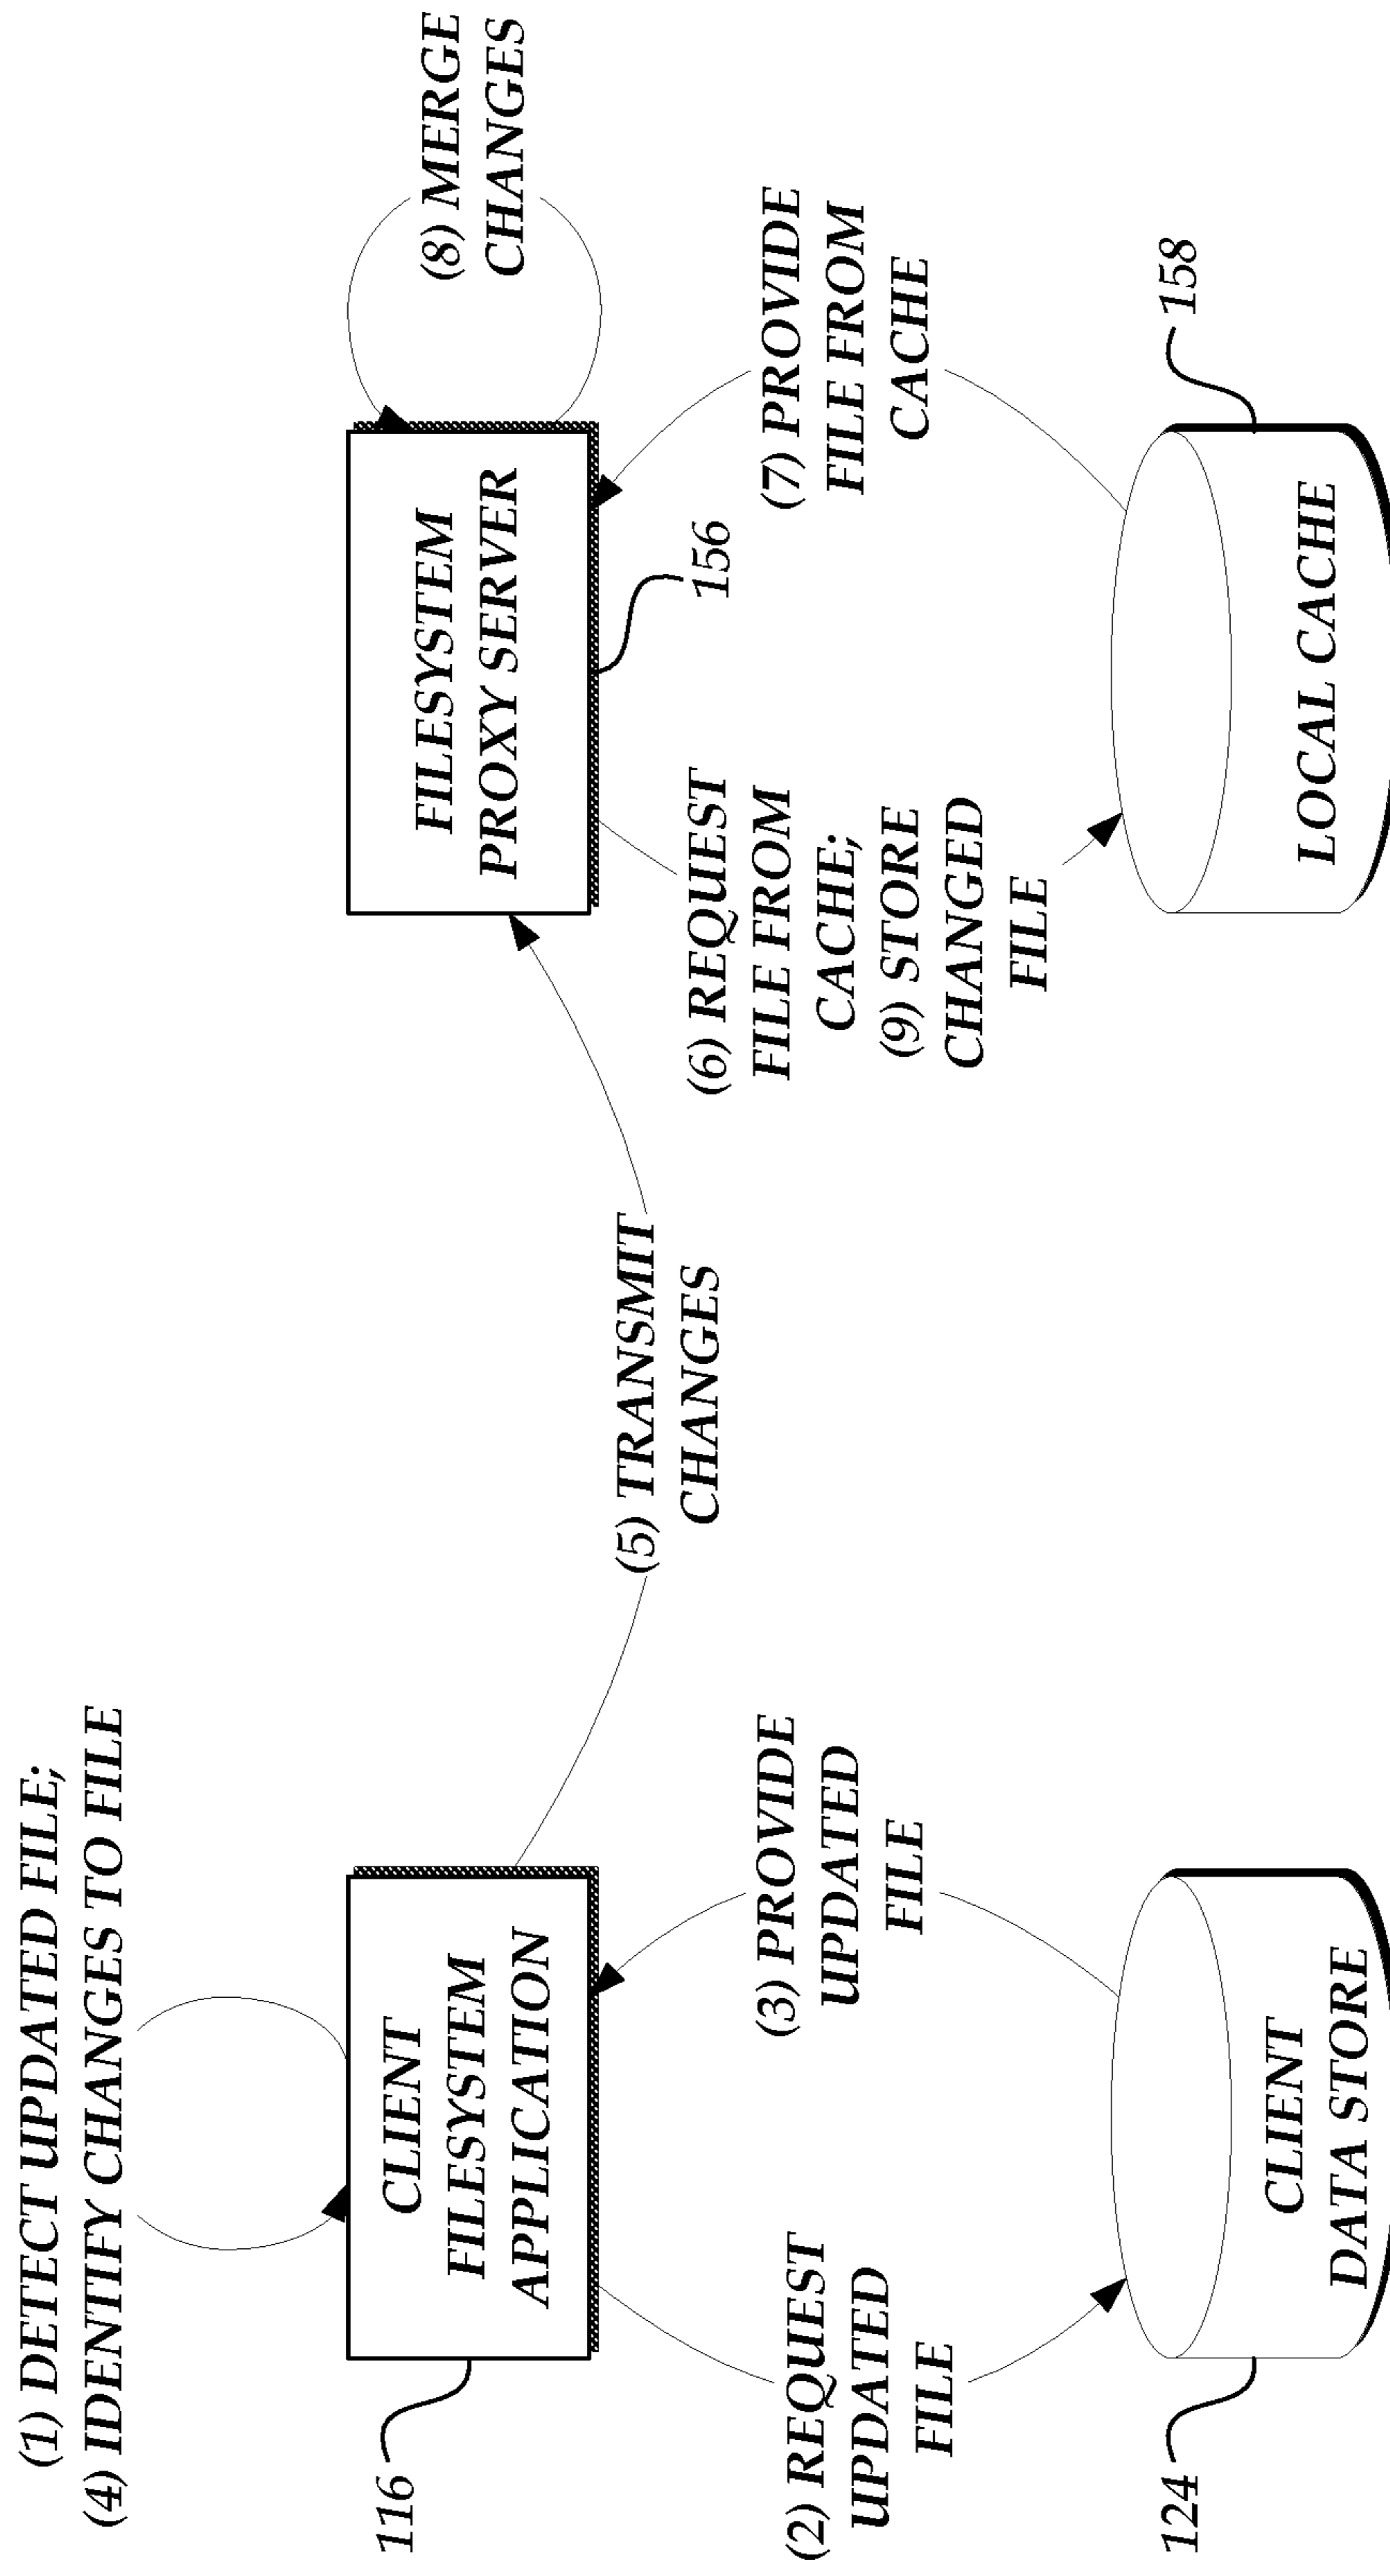 (1) DETECT UPDATED FILE;
(4) IDENTIFY CHANGES TO FILE
116
CLIENT
FILESYSTEM
APPLICATION
(2) REQUEST
UPDATED
FILE
(3) PROVIDE
UPDATED
FILE
124
CLIENT
DATA STORE
(5) TRANSMIT
CHANGES
FILESYSTEM
PROXY SERVER
(8) MERGE
CHANGES
156
(6) REQUEST
FILE FROM
CACHE;
(9) STORE
CHANGED
FILE
(7) PROVIDE
FILE FROM
CACHE
158
LOCAL CACHE